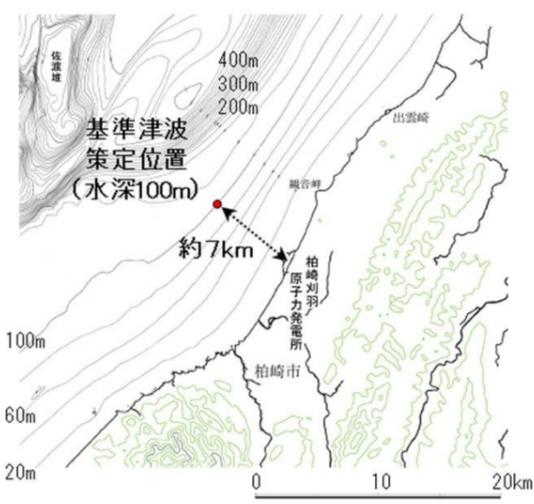 佐渡堆
400m
300m
200m
基準津波
策定位置
(水深100m)
出雲崎
観音岬
約7km
柏崎刈羽
原子力発電所
100m
柏崎市
60m
20m
0
10
20km